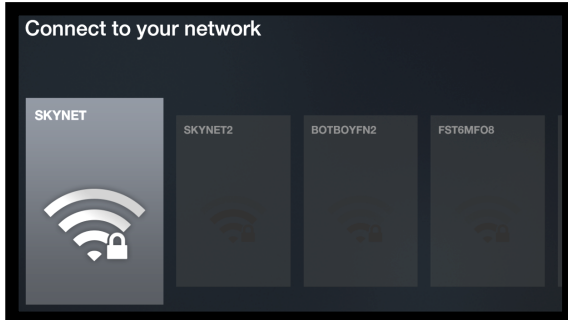 Connect to your network
SKYNET
SKYNET2
BOTBOYFN2
FST6MFO8